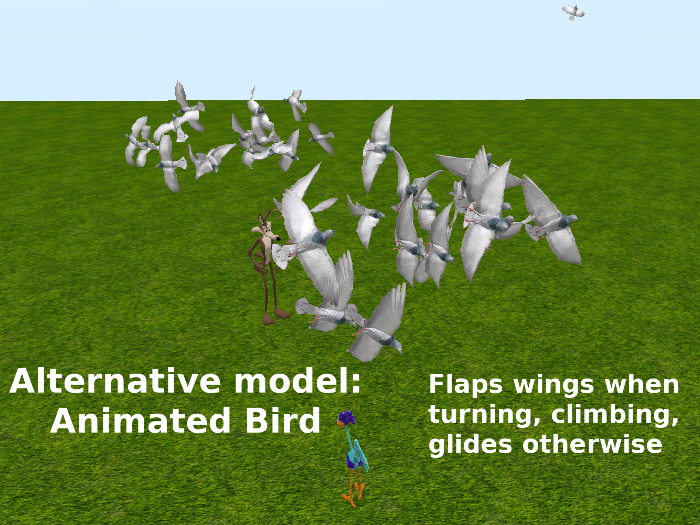 Alternative model:
Animated Bird
Flaps wings when
turning, climbing,
glides otherwise